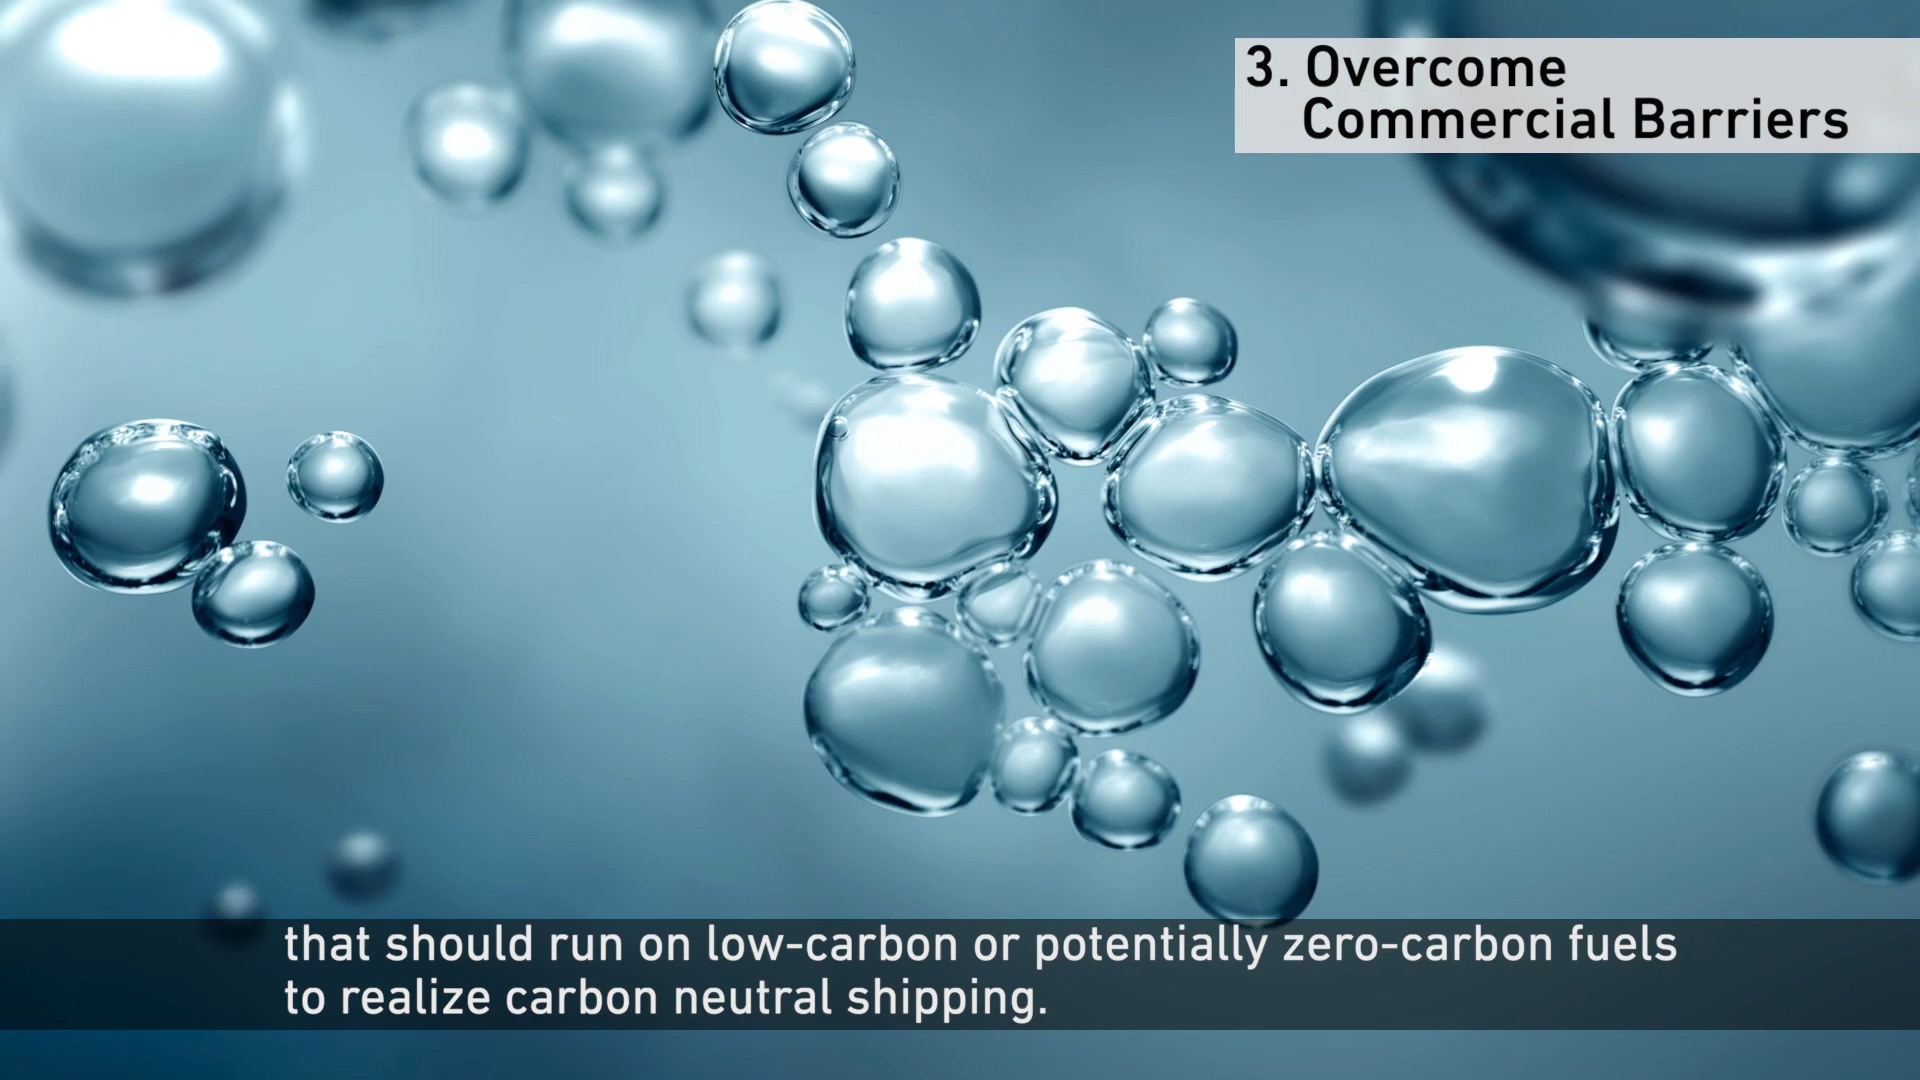 3. Overcome
Commercial Barriers
that should run on low-carbon or potentially zero-carbon fuels
to realize carbon neutral shipping.